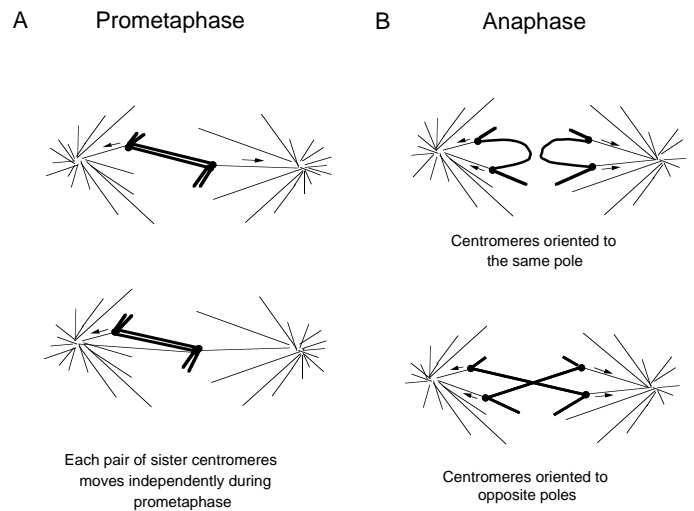 A Prometaphase
Each pair of sister centromeres
moves independently during
prometaphase
B Anaphase
Centromeres oriented to
the same pole
Centromeres oriented to
opposite poles